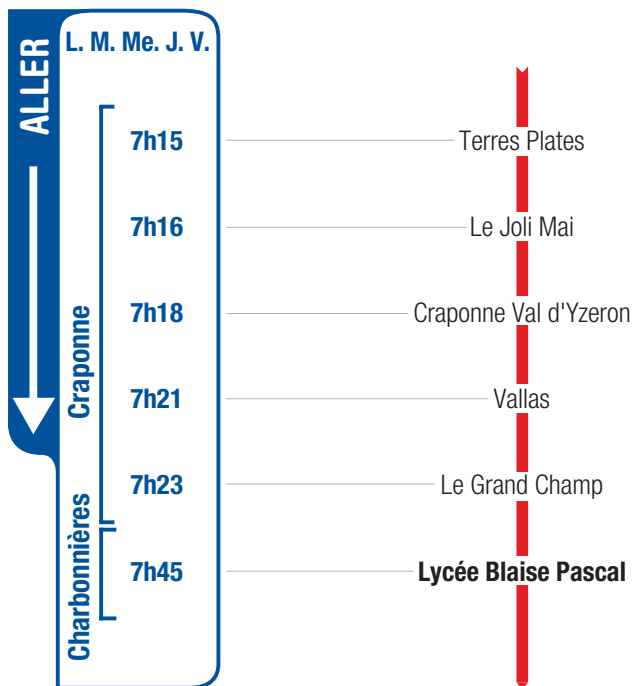 ALLER
L. M. Me. J. V.
Craponne
7h15 Terres Plates
7h16 Le Joli Mai
7h18 Craponne Val d'Yzeron
7h21 Vallas
7h23 Le Grand Champ
Charbonnières
7h45 Lycée Blaise Pascal